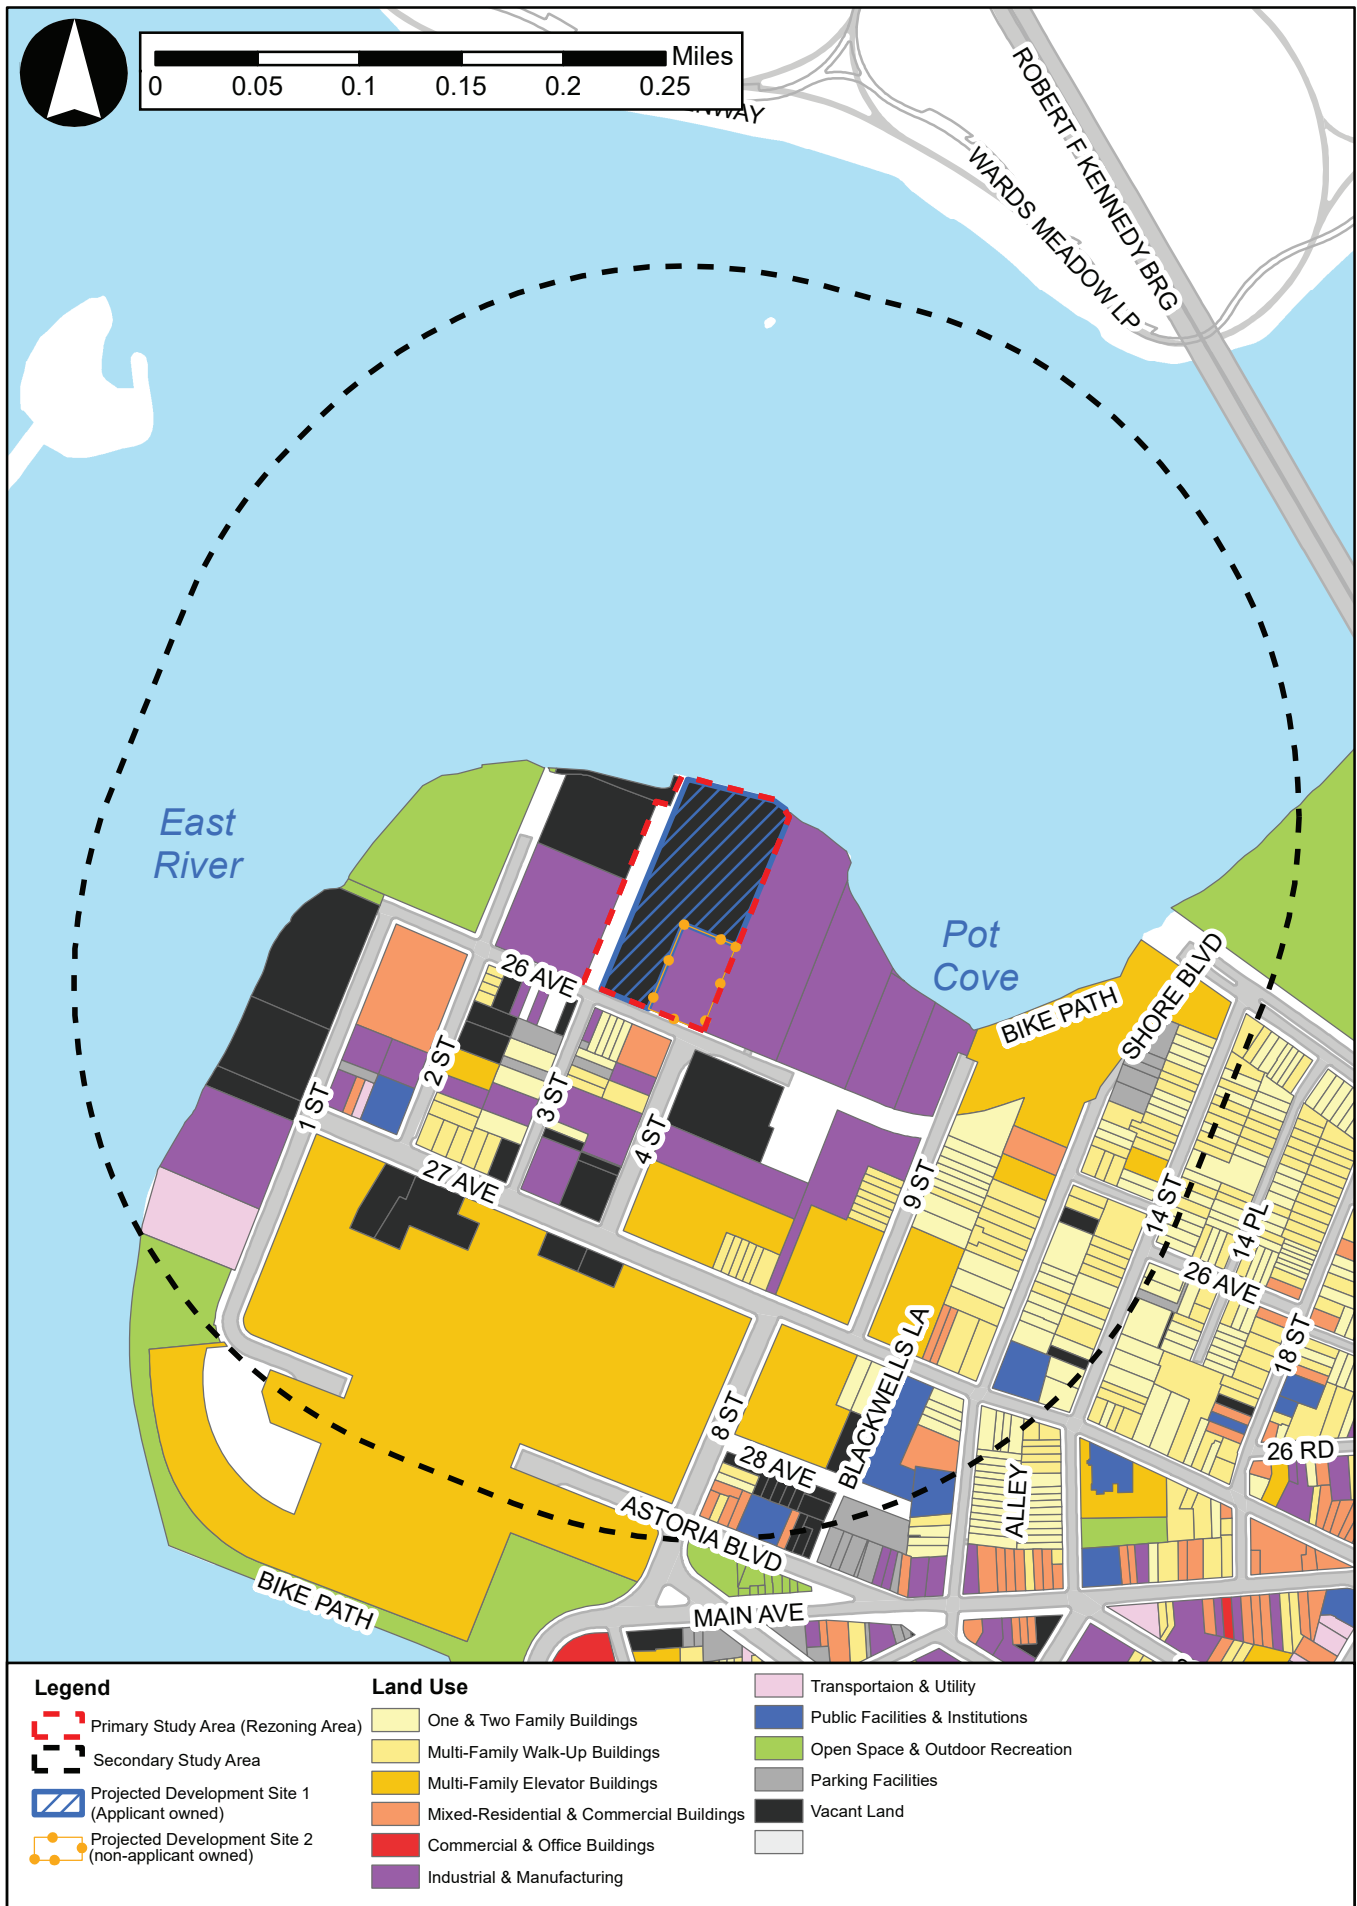 Miles
0 0.05 0.1 0.15 0.2 0.25
NWAY
ROBERT F KENNEDY BRG
WARDS MEADOW LP
East
River
Pot
Cove
26 AVE
BIKE PATH
SHORE BLVD
2 ST
3 ST
1 ST
4 ST
27 AVE
9 ST
14 ST
14 PL
26 AVE
18 ST
8 ST
BLACKWELLS LA
28 AVE
26 RD
ALLEY
ASTORIA BLVD
BIKE PATH
MAIN AVE
Legend
Primary Study Area (Rezoning Area)
Secondary Study Area
Projected Development Site 1
(Applicant owned)
Projected Development Site 2
(non-applicant owned)
Land Use
One & Two Family Buildings
Multi-Family Walk-Up Buildings
Multi-Family Elevator Buildings
Mixed-Residential & Commercial Buildings
Commercial & Office Buildings
Industrial & Manufacturing
Transportaion & Utility
Public Facilities & Institutions
Open Space & Outdoor Recreation
Parking Facilities
Vacant Land